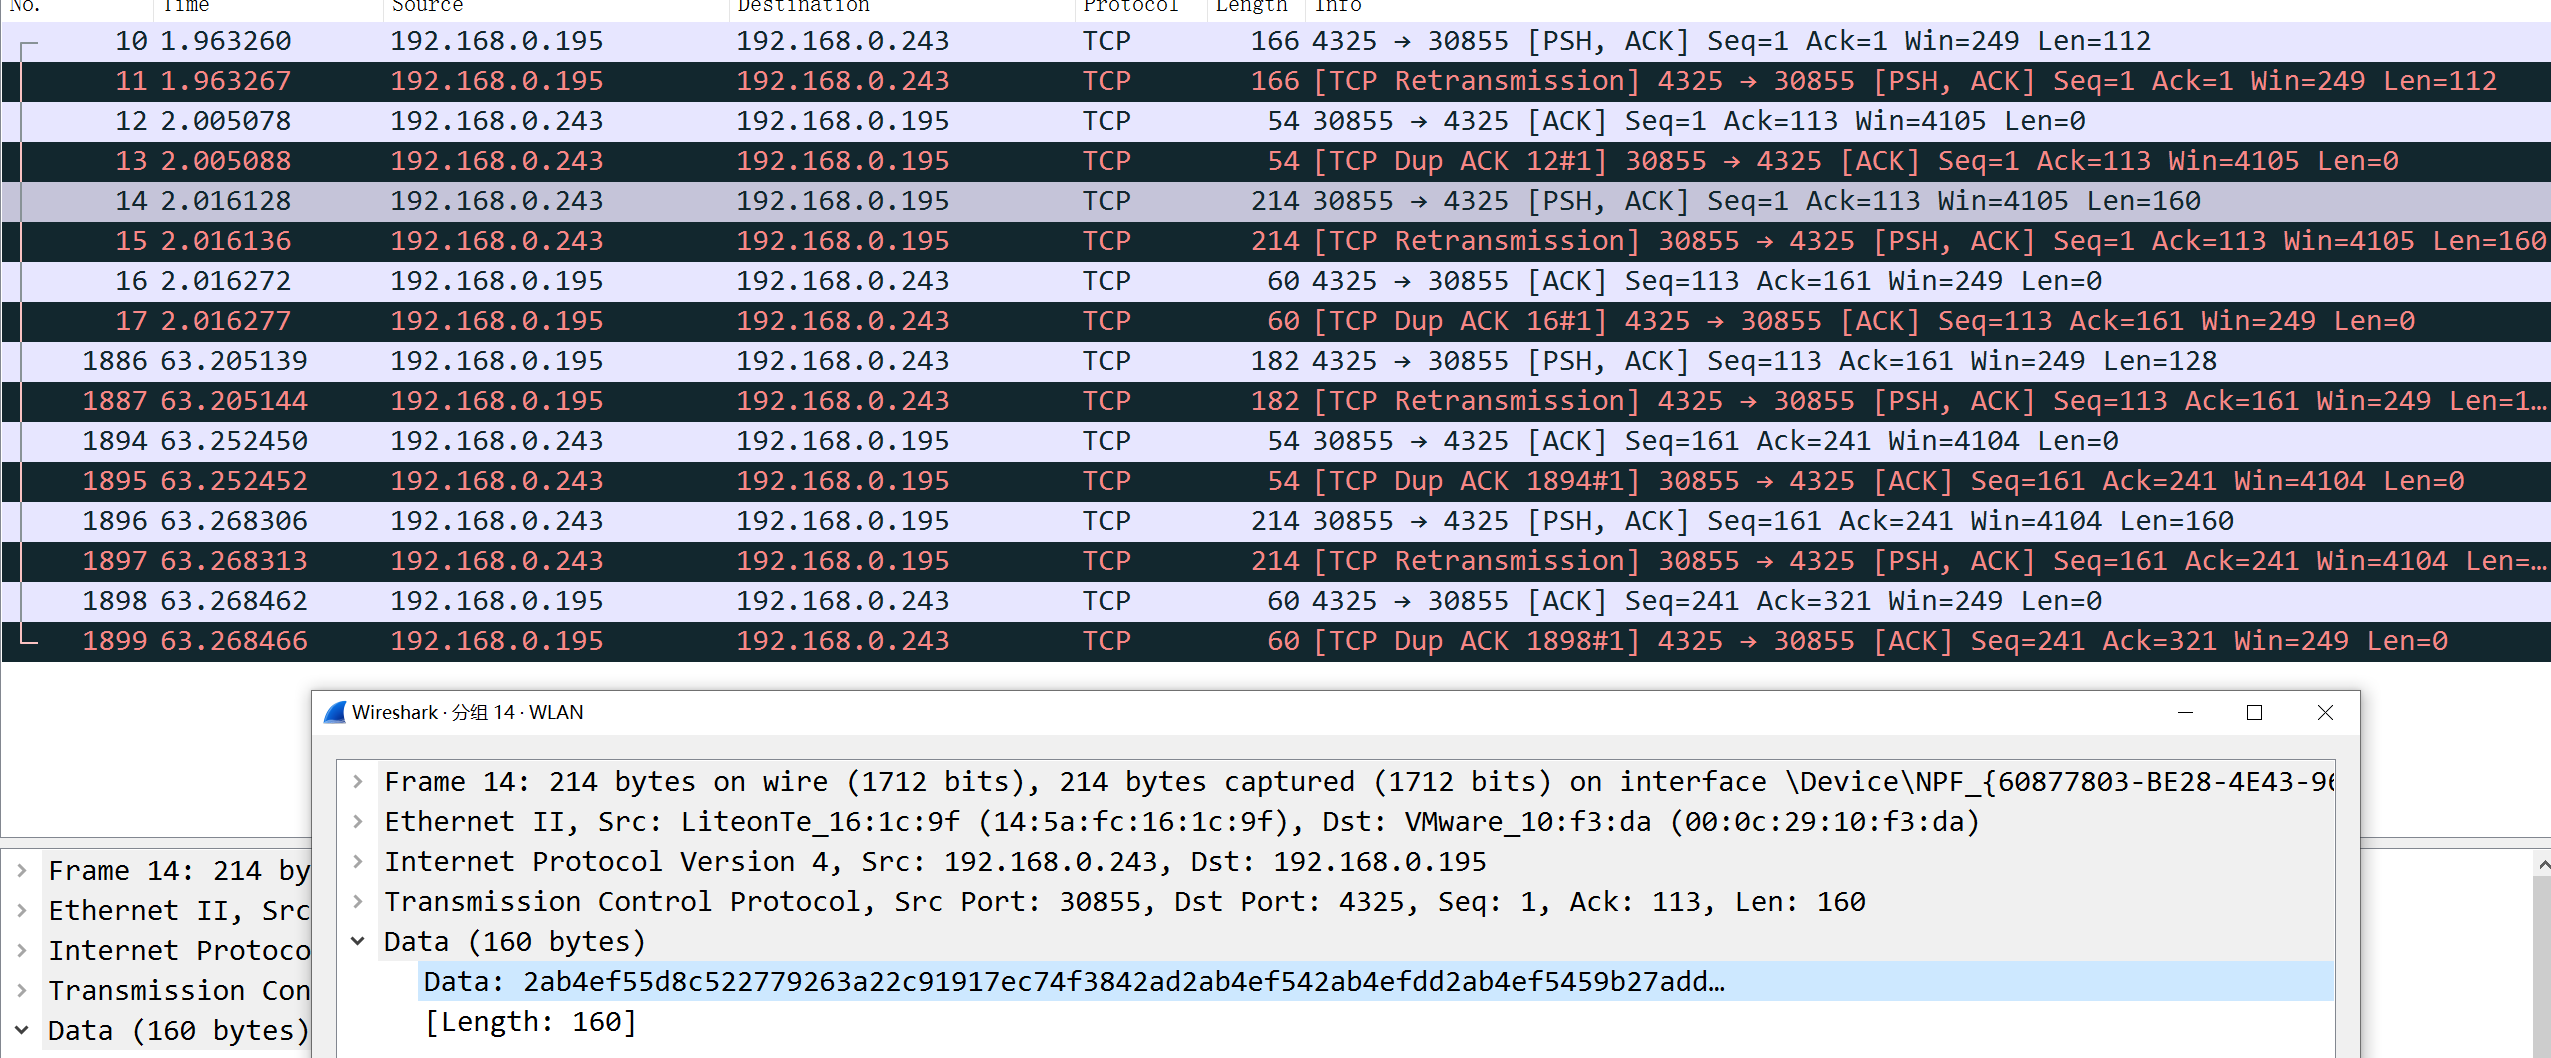 No. Time Source Destination Protocol Length Info
10 1.963260 192.168.0.195 192.168.0.243 TCP 166 4325 → 30855 [PSH, ACK] Seq=1 Ack=1 Win=249 Len=112
11 1.963267 192.168.0.195 192.168.0.243 TCP 166 [TCP Retransmission] 4325 → 30855 [PSH, ACK] Seq=1 Ack=1 Win=249 Len=112
12 2.005078 192.168.0.243 192.168.0.195 TCP 54 30855 → 4325 [ACK] Seq=1 Ack=113 Win=4105 Len=0
13 2.005088 192.168.0.243 192.168.0.195 TCP 54 [TCP Dup ACK 12#1] 30855 → 4325 [ACK] Seq=1 Ack=113 Win=4105 Len=0
14 2.016128 192.168.0.243 192.168.0.195 TCP 214 30855 → 4325 [PSH, ACK] Seq=1 Ack=113 Win=4105 Len=160
15 2.016136 192.168.0.243 192.168.0.195 TCP 214 [TCP Retransmission] 30855 → 4325 [PSH, ACK] Seq=1 Ack=113 Win=4105 Len=160
16 2.016272 192.168.0.195 192.168.0.243 TCP 60 4325 → 30855 [ACK] Seq=113 Ack=161 Win=249 Len=0
17 2.016277 192.168.0.195 192.168.0.243 TCP 60 [TCP Dup ACK 16#1] 4325 → 30855 [ACK] Seq=113 Ack=161 Win=249 Len=0
1886 63.205139 192.168.0.195 192.168.0.243 TCP 182 4325 → 30855 [PSH, ACK] Seq=113 Ack=161 Win=249 Len=128
1887 63.205144 192.168.0.195 192.168.0.243 TCP 182 [TCP Retransmission] 4325 → 30855 [PSH, ACK] Seq=113 Ack=161 Win=249 Len=1…
1894 63.252450 192.168.0.243 192.168.0.195 TCP 54 30855 → 4325 [ACK] Seq=161 Ack=241 Win=4104 Len=0
1895 63.252452 192.168.0.243 192.168.0.195 TCP 54 [TCP Dup ACK 1894#1] 30855 → 4325 [ACK] Seq=161 Ack=241 Win=4104 Len=0
1896 63.268306 192.168.0.243 192.168.0.195 TCP 214 30855 → 4325 [PSH, ACK] Seq=161 Ack=241 Win=4104 Len=160
1897 63.268313 192.168.0.243 192.168.0.195 TCP 214 [TCP Retransmission] 30855 → 4325 [PSH, ACK] Seq=161 Ack=241 Win=4104 Len=…
1898 63.268462 192.168.0.195 192.168.0.243 TCP 60 4325 → 30855 [ACK] Seq=241 Ack=321 Win=249 Len=0
1899 63.268466 192.168.0.195 192.168.0.243 TCP 60 [TCP Dup ACK 1898#1] 4325 → 30855 [ACK] Seq=241 Ack=321 Win=249 Len=0
Wireshark · 分组 14 · WLAN
Frame 14: 214 bytes on wire (1712 bits), 214 bytes captured (1712 bits) on interface \Device\NPF_{60877803-BE28-4E43-96
Ethernet II, Src: LiteonTe_16:1c:9f (14:5a:fc:16:1c:9f), Dst: VMware_10:f3:da (00:0c:29:10:f3:da)
Internet Protocol Version 4, Src: 192.168.0.243, Dst: 192.168.0.195
Transmission Control Protocol, Src Port: 30855, Dst Port: 4325, Seq: 1, Ack: 113, Len: 160
Data (160 bytes)
Data: 2ab4ef55d8c522779263a22c91917ec74f3842ad2ab4ef542ab4efdd2ab4ef5459b27add…
[Length: 160]
Frame 14: 214 by
Ethernet II, Src
Internet Protoco
Transmission Con
Data (160 bytes)